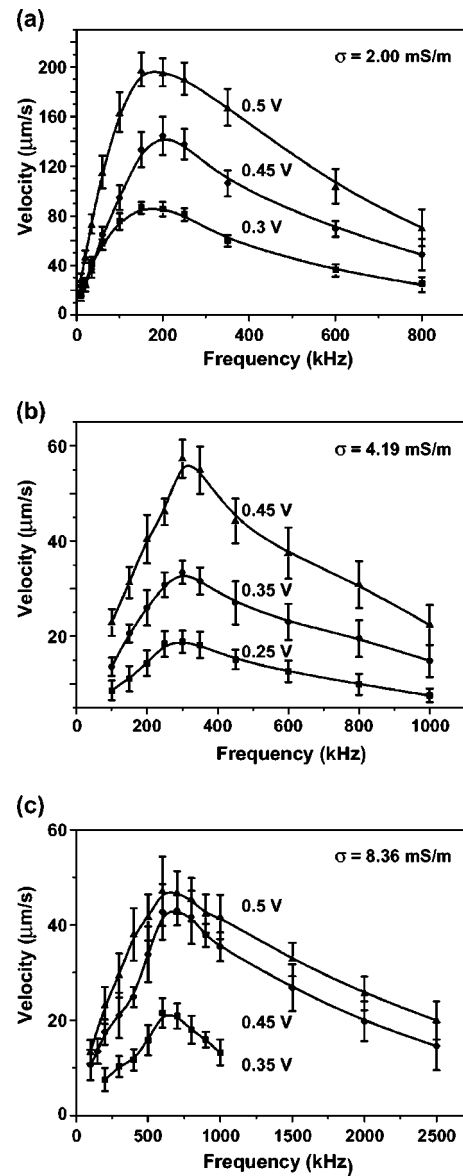 (a)
σ = 2.00 mS/m
200
160
120
80
40
0
Velocity (μm/s)
0.5 V
0.45 V
0.3 V
0 200 400 600 800
Frequency (kHz)
(b)
σ = 4.19 mS/m
60
40
20
Velocity (μm/s)
0.45 V
0.35 V
0.25 V
0 200 400 600 800 1000
Frequency (kHz)
(c)
σ = 8.36 mS/m
60
40
20
0
Velocity (μm/s)
0.5 V
0.45 V
0.35 V
0 500 1000 1500 2000 2500
Frequency (kHz)